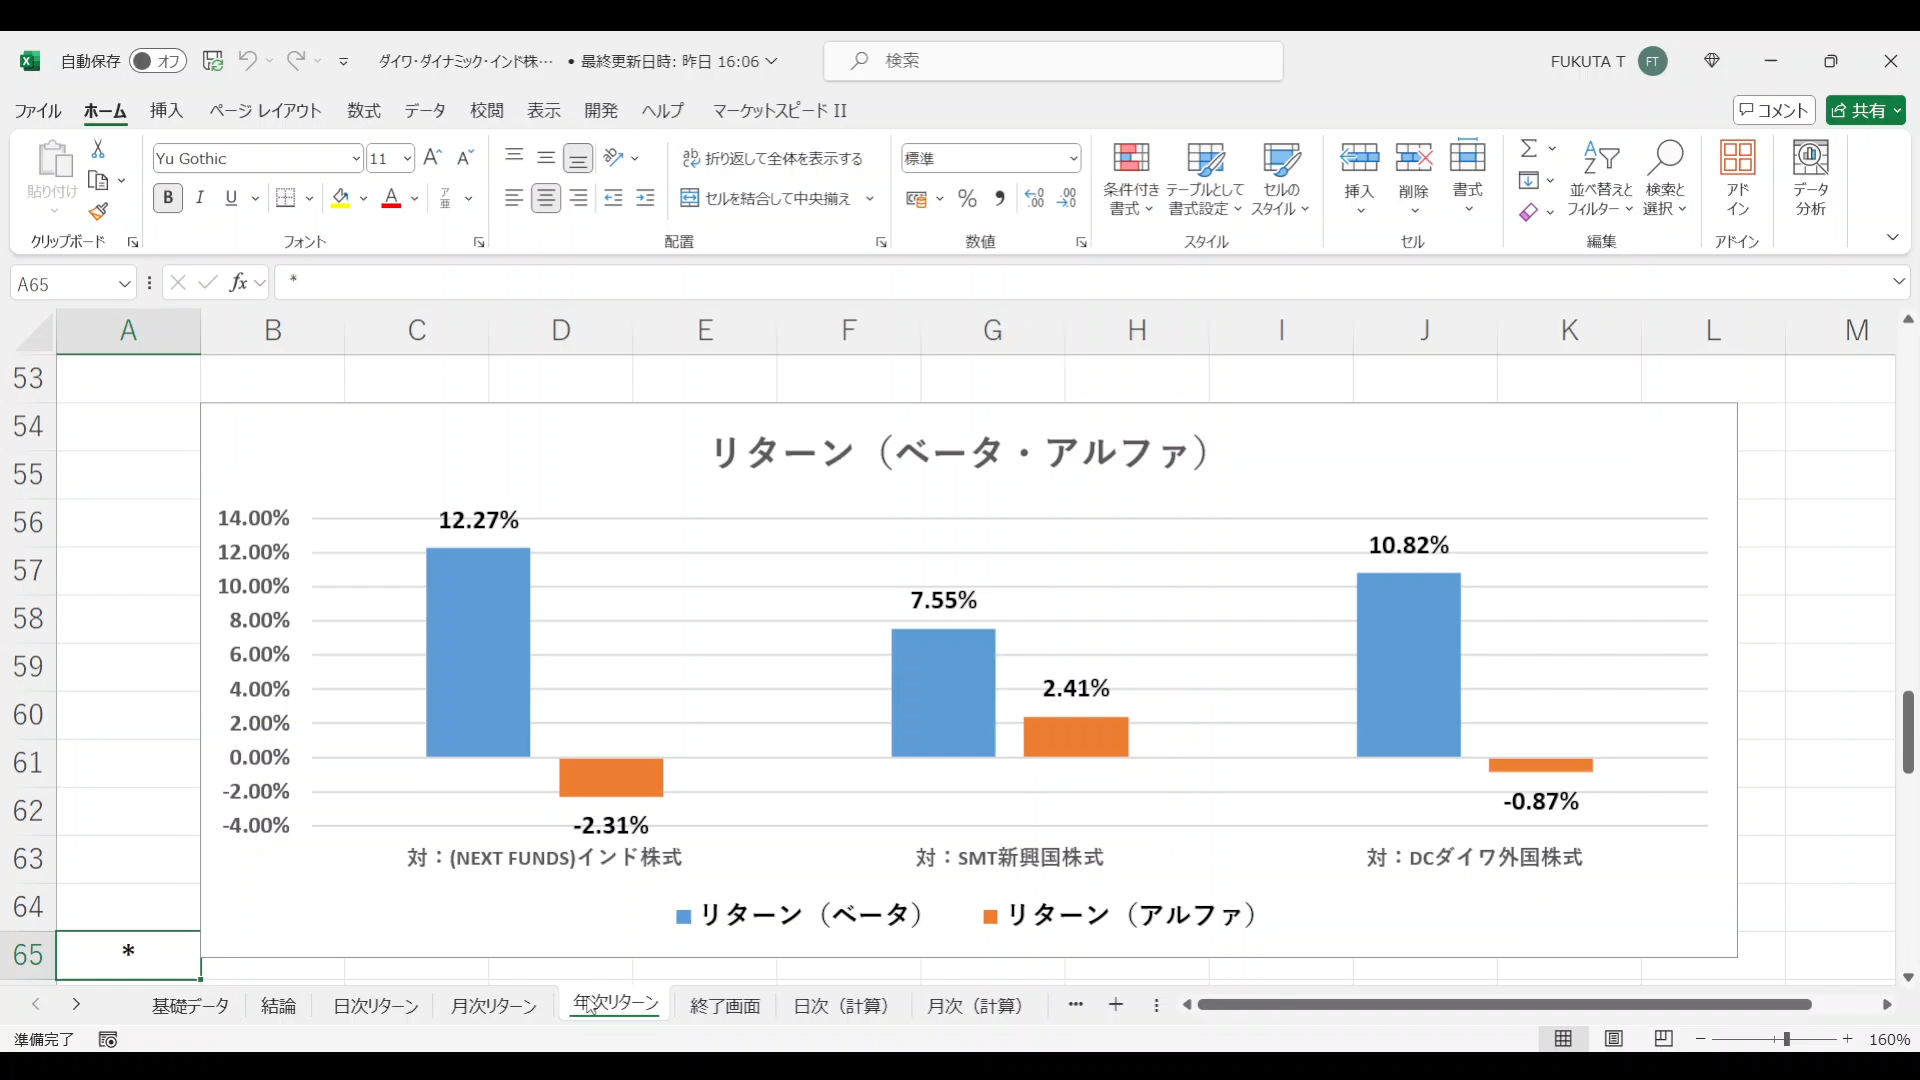 自動保存 オフ ダイワ・ダイナミック・インド株… • 最終更新日時: 昨日 16:06 検索 FUKUTA T FT
ファイル ホーム 挿入 ページ レイアウト 数式 データ 校閲 表示 開発 ヘルプ マーケットスピード II コメント 共有
貼り付け
クリップボード
Yu Gothic 11
B I U
フォント
折り返して全体を表示する
セルを結合して中央揃え
配置
標準
数値
条件付き書式 テーブルとして書式設定 セルのスタイル
スタイル
挿入 削除 書式
セル
並べ替えとフィルター 検索と選択
編集
アドイン
アドイン
データ分析
A65 fx *
A B C D E F G H I J K L M
53
54
55
56
57
58
59
60
61
62
63
64
65 *
リターン（ベータ・アルファ）
14.00%
12.00%
10.00%
8.00%
6.00%
4.00%
2.00%
0.00%
-2.00%
-4.00%
12.27%
-2.31%
7.55%
2.41%
10.82%
-0.87%
対：(NEXT FUNDS)インド株式 対：SMT新興国株式 対：DCダイワ外国株式
リターン（ベータ） リターン（アルファ）
基礎データ 結論 日次リターン 月次リターン 年次リターン 終了画面 日次（計算） 月次（計算） ···
準備完了 160%